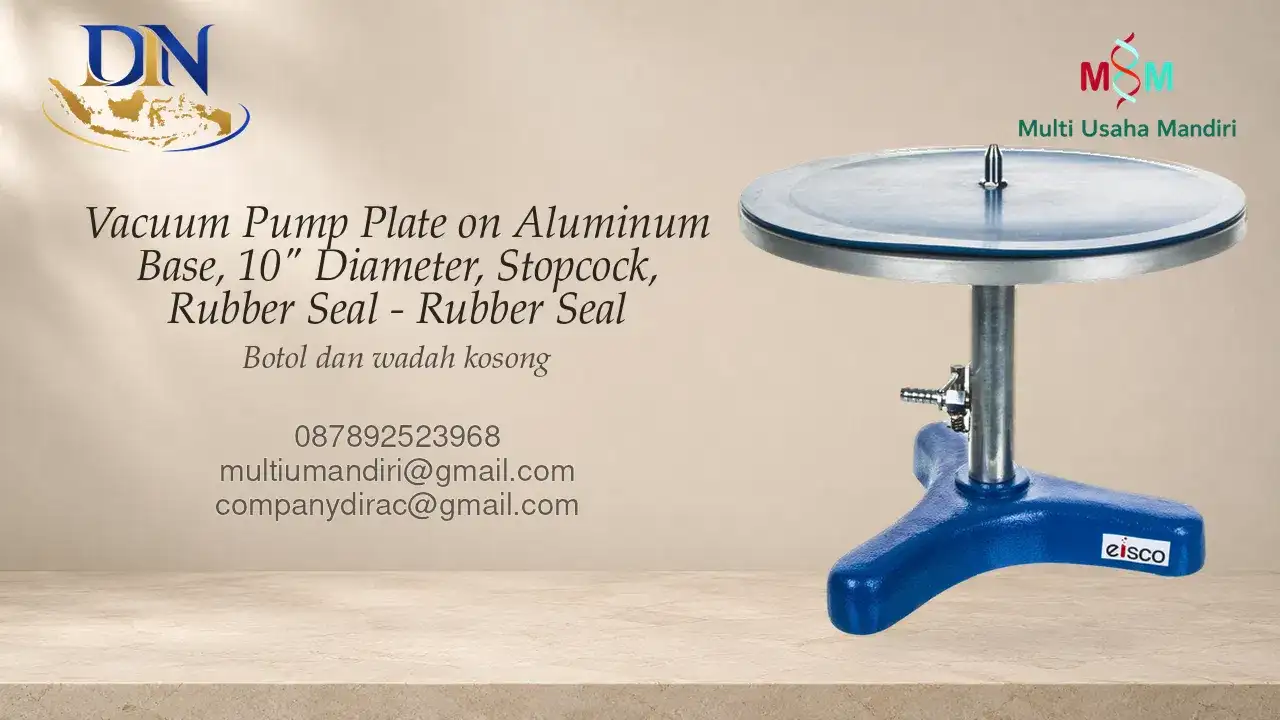 DIN
MSM
Multi Usaha Mandiri
Vacuum Pump Plate on Aluminum
Base, 10" Diameter, Stopcock,
Rubber Seal - Rubber Seal
Botol dan wadah kosong
087892523968
multiumandiri@gmail.com
companydirac@gmail.com
eisco